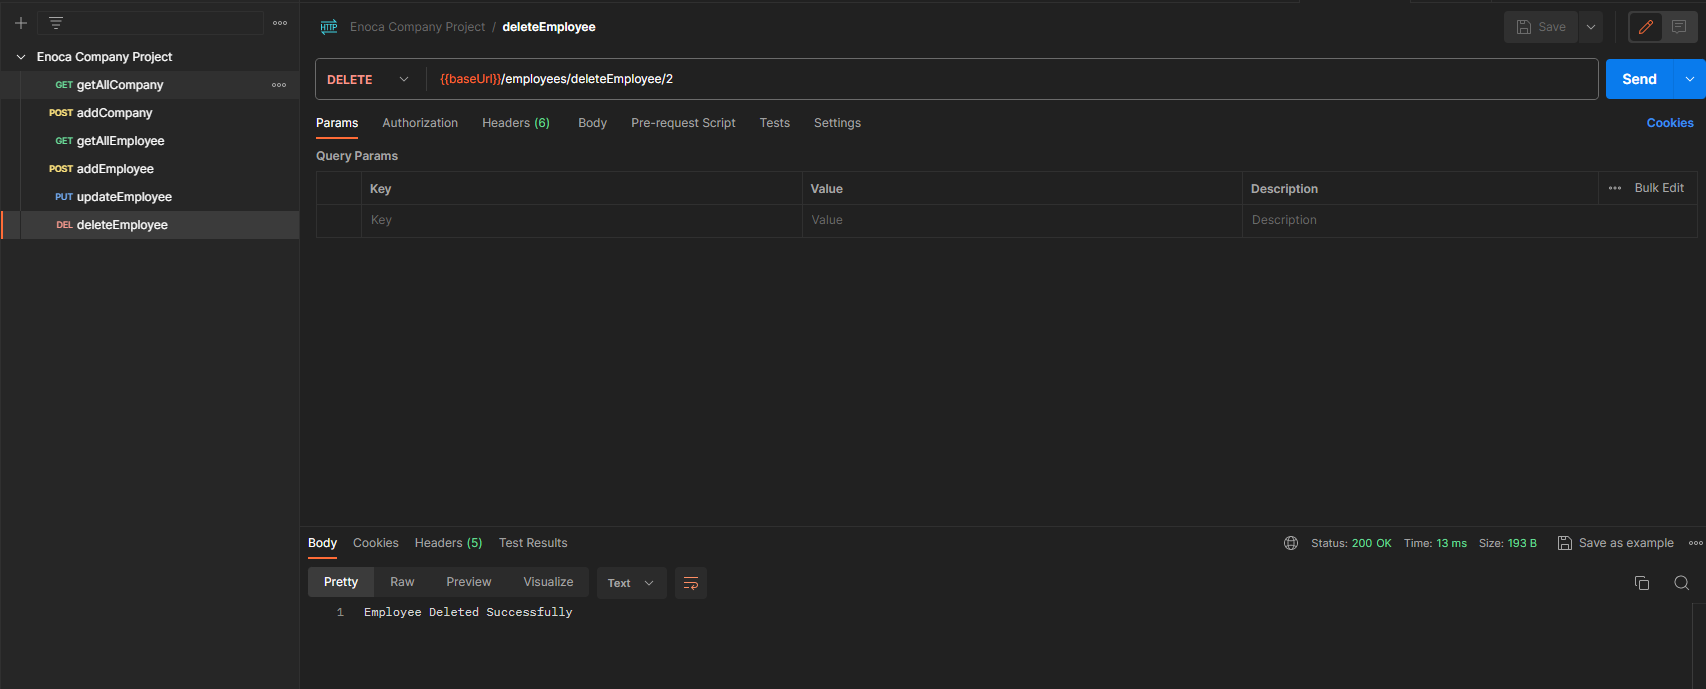 Enoca Company Project / deleteEmployee
Save
Enoca Company Project
GET getAllCompany
POST addCompany
GET getAllEmployee
POST addEmployee
PUT updateEmployee
DEL deleteEmployee
DELETE
{{baseUrl}}/employees/deleteEmployee/2
Send
Params Authorization Headers (6) Body Pre-request Script Tests Settings
Cookies
Query Params
Key Value Description Bulk Edit
Key Value Description
Body Cookies Headers (5) Test Results
Status: 200 OK Time: 13 ms Size: 193 B Save as example
Pretty Raw Preview Visualize Text
1 Employee Deleted Successfully